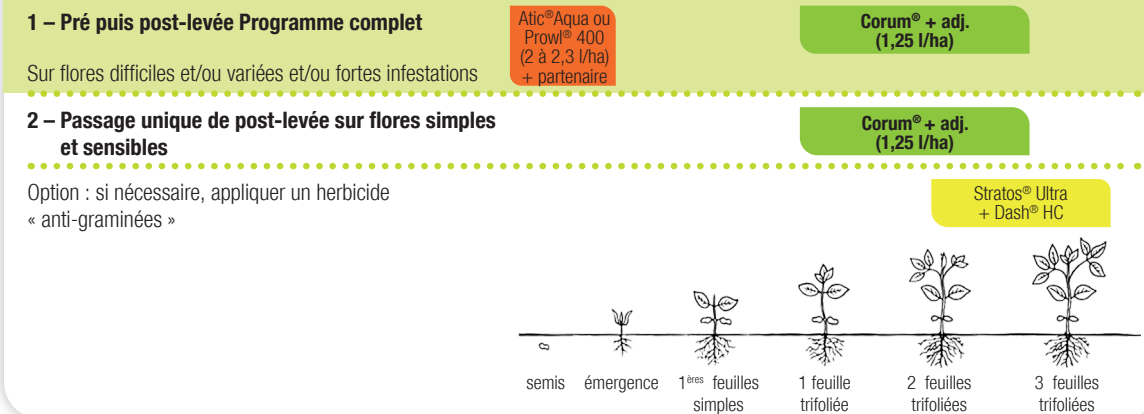 1 – Pré puis post-levée Programme complet
Sur flores difficiles et/ou variées et/ou fortes infestations
Atic®Aqua ou
Prowl® 400
(2 à 2,3 l/ha)
+ partenaire
Corum® + adj.
(1,25 l/ha)
2 – Passage unique de post-levée sur flores simples
et sensibles
Corum® + adj.
(1,25 l/ha)
Option : si nécessaire, appliquer un herbicide
« anti-graminées »
Stratos® Ultra
+ Dash® HC
semis
émergence
1ères feuilles
simples
1 feuille
trifoliée
2 feuilles
trifoliées
3 feuilles
trifoliées